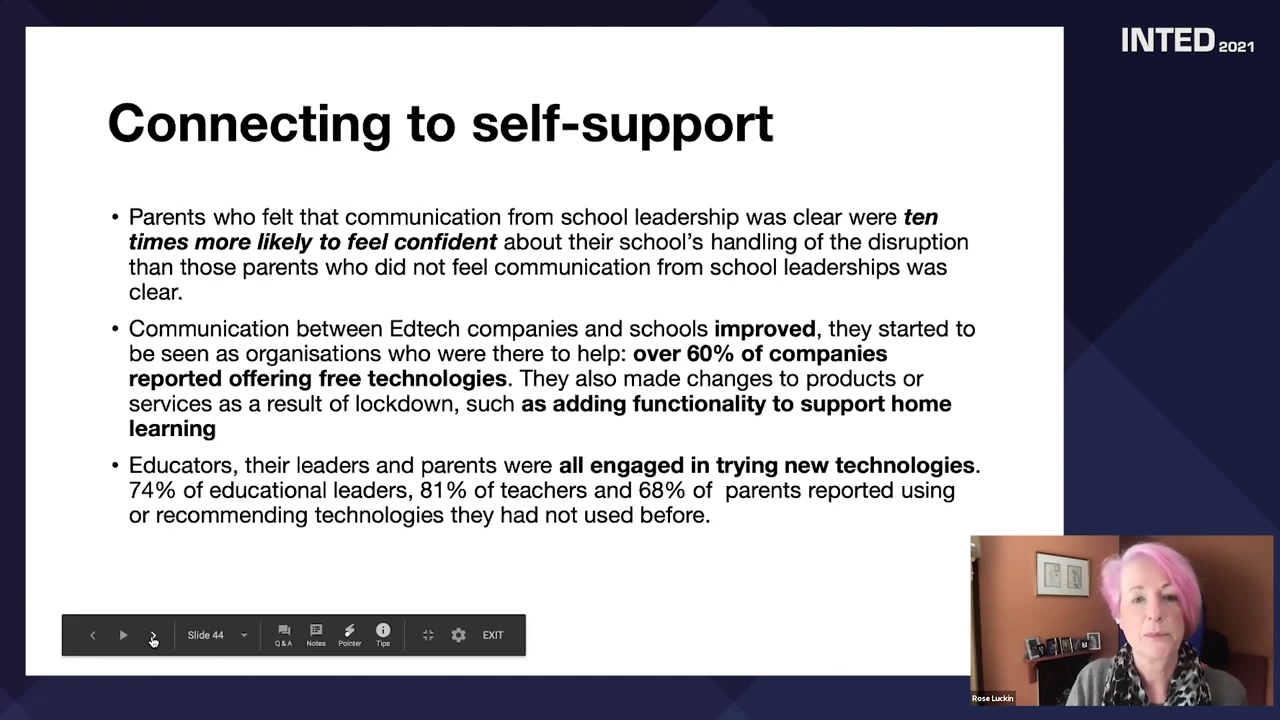 INTED 2021
Connecting to self-support
• Parents who felt that communication from school leadership was clear were ten
times more likely to feel confident about their school's handling of the disruption
than those parents who did not feel communication from school leaderships was
clear.
• Communication between Edtech companies and schools improved, they started to
be seen as organisations who were there to help: over 60% of companies
reported offering free technologies. They also made changes to products or
services as a result of lockdown, such as adding functionality to support home
learning
• Educators, their leaders and parents were all engaged in trying new technologies.
74% of educational leaders, 81% of teachers and 68% of parents reported using
or recommending technologies they had not used before.
Slide 44
Q&A
Notes
Pointer
Tips
EXIT
Rose Luckin